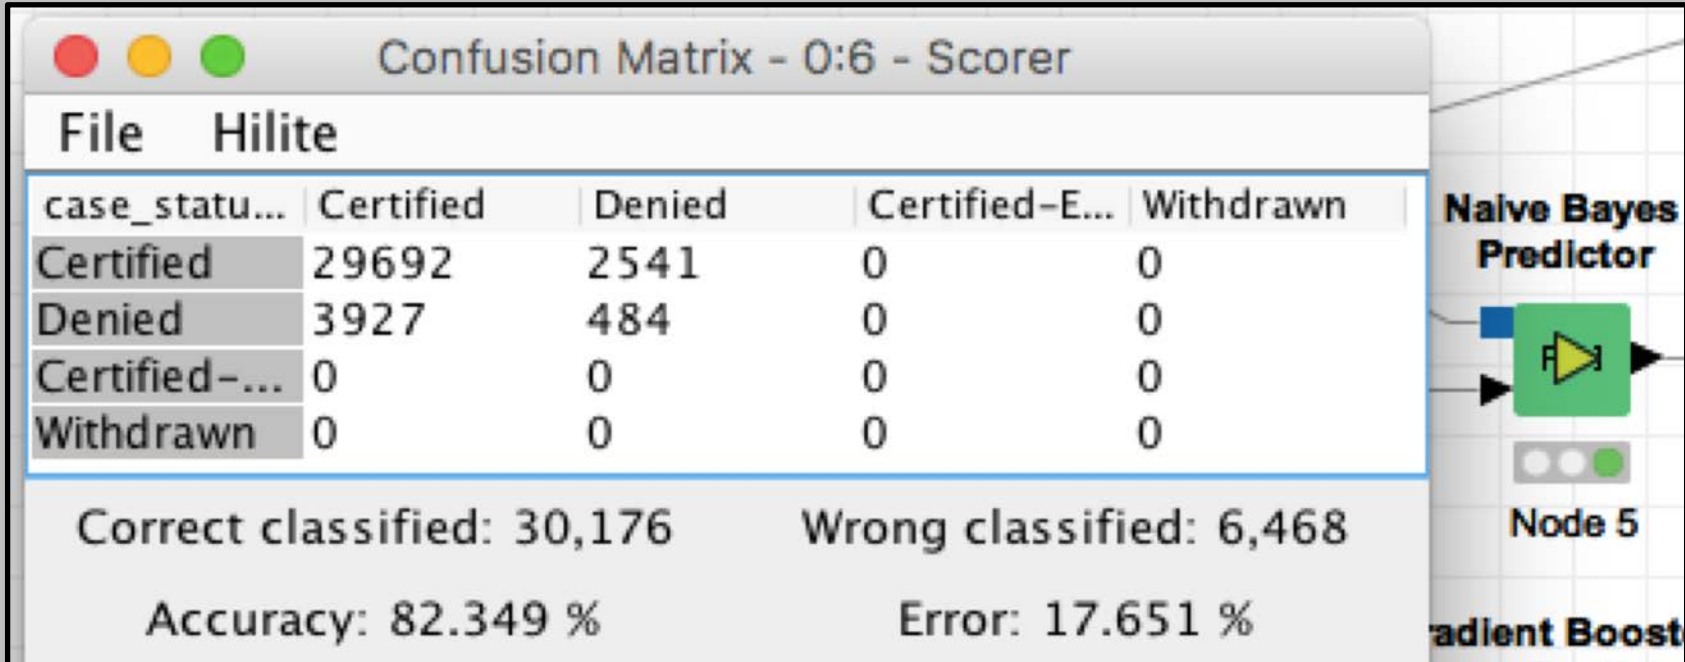 Confusion Matrix - 0:6 - Scorer
File Hilite
case_statu... Certified Denied Certified-E... Withdrawn
Certified 29692 2541 0 0
Denied 3927 484 0 0
Certified-... 0 0 0 0
Withdrawn 0 0 0 0
Correct classified: 30,176 Wrong classified: 6,468
Accuracy: 82.349 % Error: 17.651 %
Naive Bayes
Predictor
Node 5
adient Boost